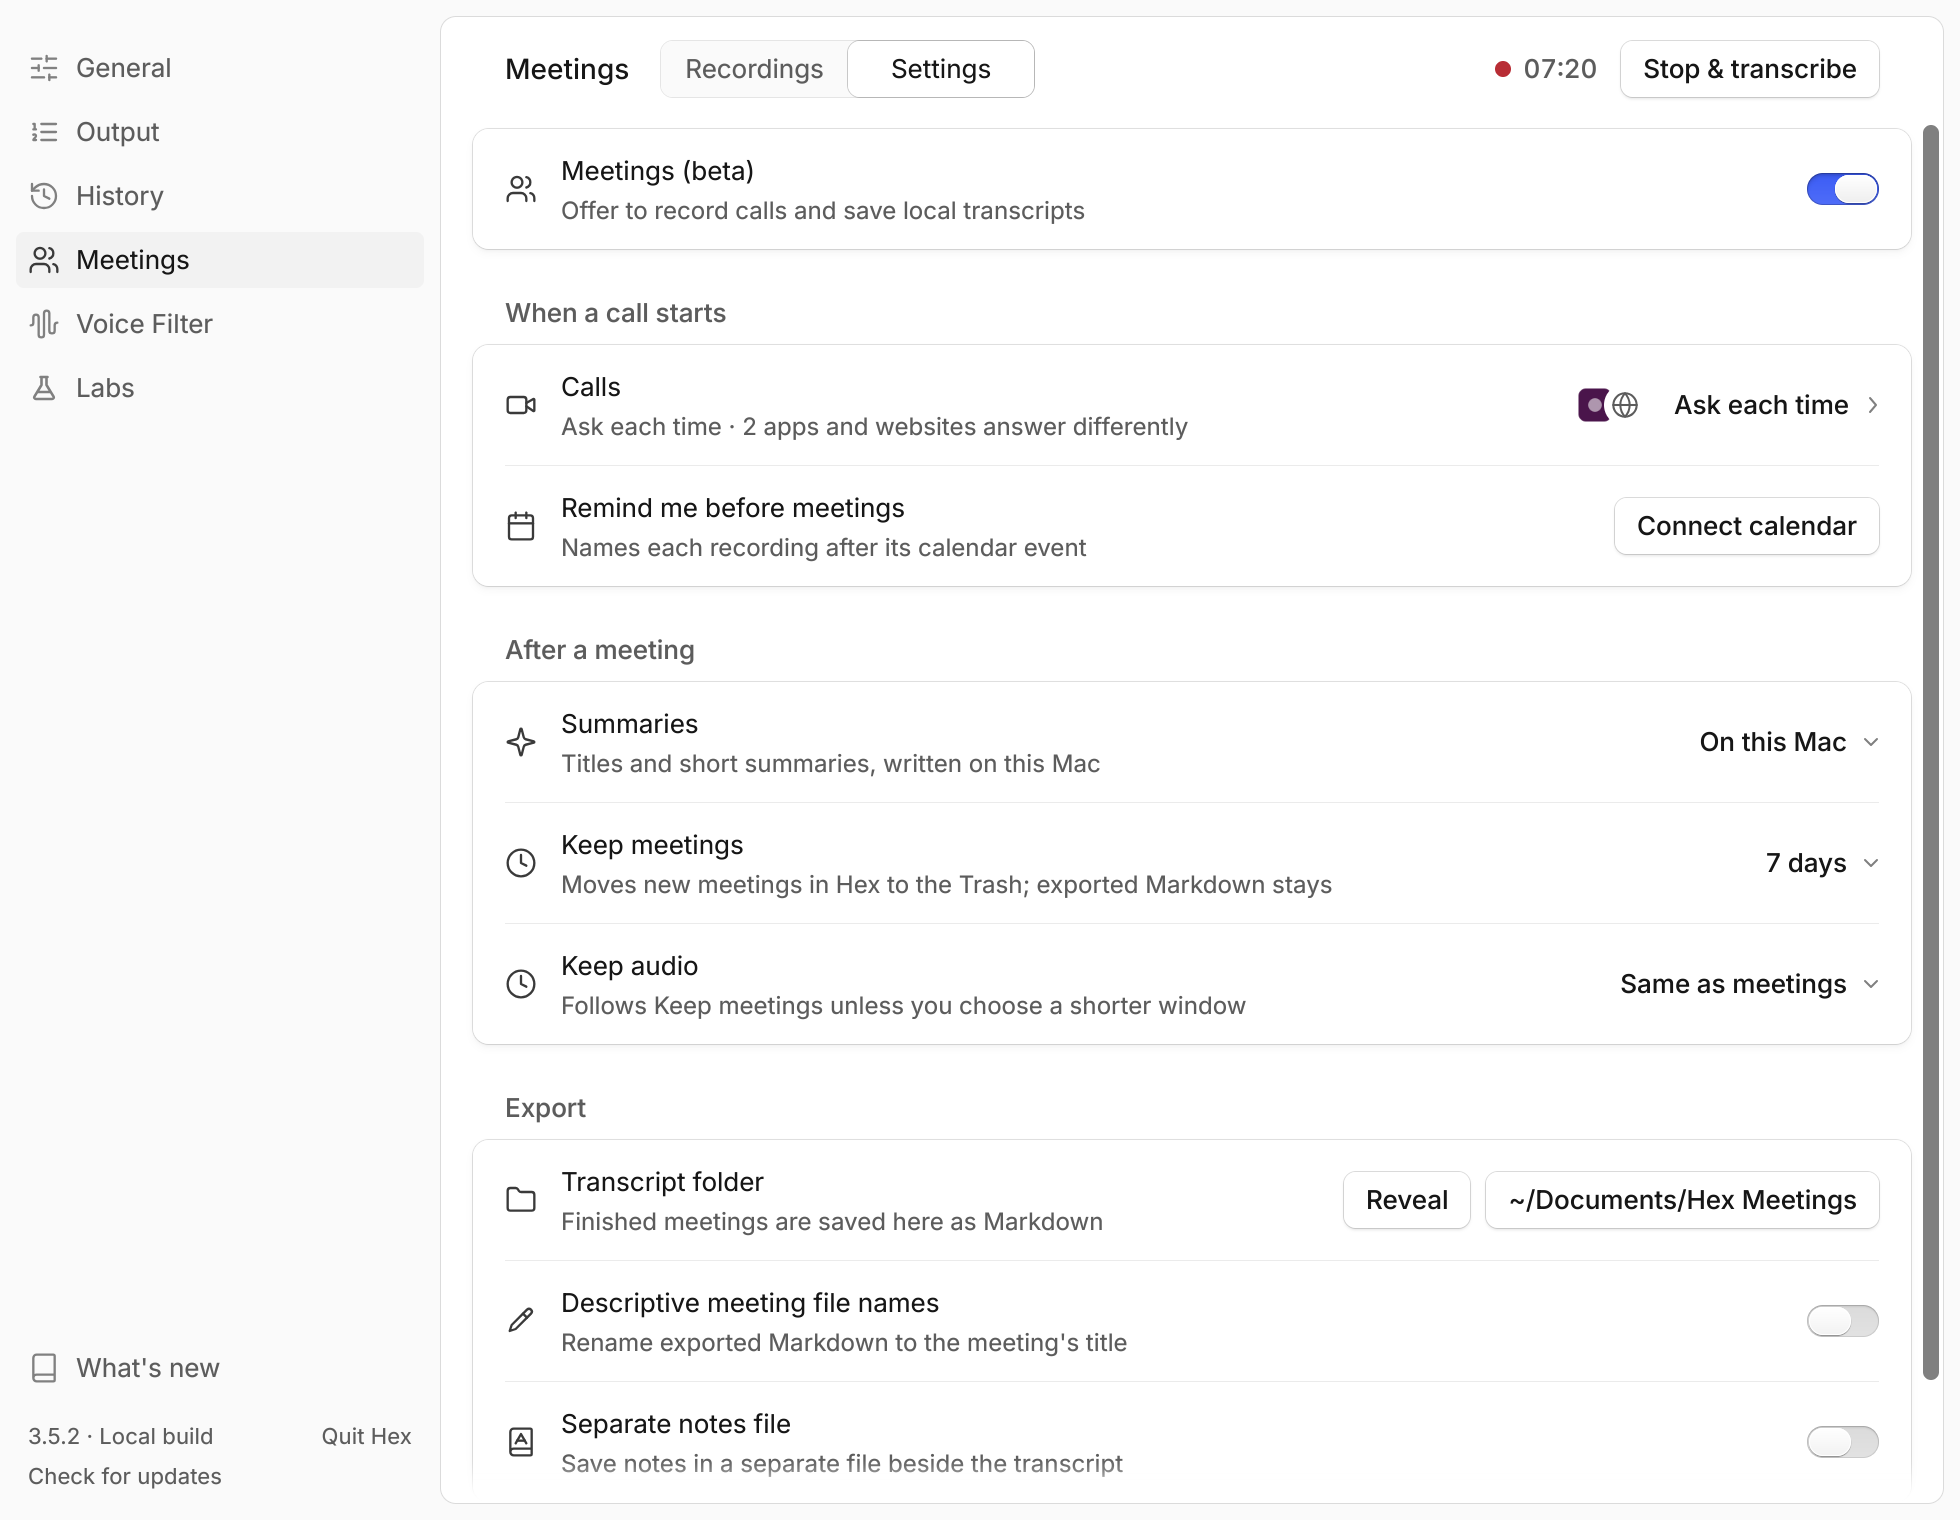 General
Output
History
Meetings
Voice Filter
Labs
What's new
3.5.2 · Local build
Quit Hex
Check for updates
Meetings
Recordings
Settings
07:20
Stop & transcribe
Meetings (beta)
Offer to record calls and save local transcripts
When a call starts
Calls
Ask each time · 2 apps and websites answer differently
Ask each time
Remind me before meetings
Names each recording after its calendar event
Connect calendar
After a meeting
Summaries
Titles and short summaries, written on this Mac
On this Mac
Keep meetings
Moves new meetings in Hex to the Trash; exported Markdown stays
7 days
Keep audio
Follows Keep meetings unless you choose a shorter window
Same as meetings
Export
Transcript folder
Finished meetings are saved here as Markdown
Reveal
~/Documents/Hex Meetings
Descriptive meeting file names
Rename exported Markdown to the meeting's title
Separate notes file
Save notes in a separate file beside the transcript